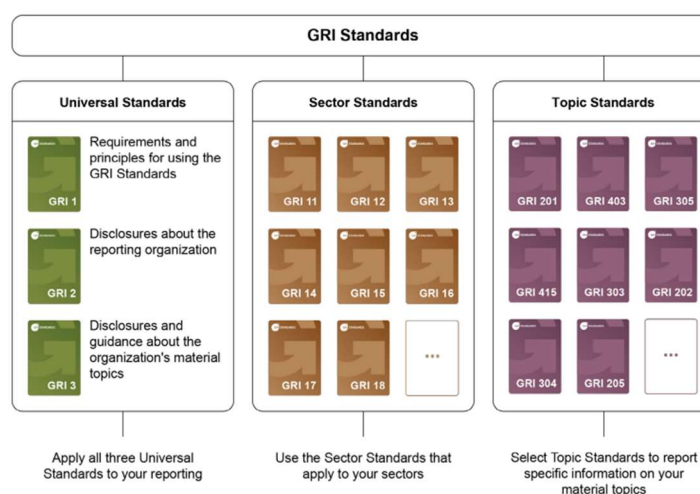 GRI Standards
Universal Standards
GRI 1
Requirements and
principles for using the
GRI Standards
GRI 2
Disclosures about the
reporting organization
GRI 3
Disclosures and
guidance about the
organization's material
topics
Apply all three Universal
Standards to your reporting
Sector Standards
GRI 11
GRI 12
GRI 13
GRI 14
GRI 15
GRI 16
GRI 17
GRI 18
...
Use the Sector Standards that
apply to your sectors
Topic Standards
GRI 201
GRI 403
GRI 305
GRI 415
GRI 303
GRI 202
GRI 304
GRI 205
...
Select Topic Standards to report
specific information on your
material topics